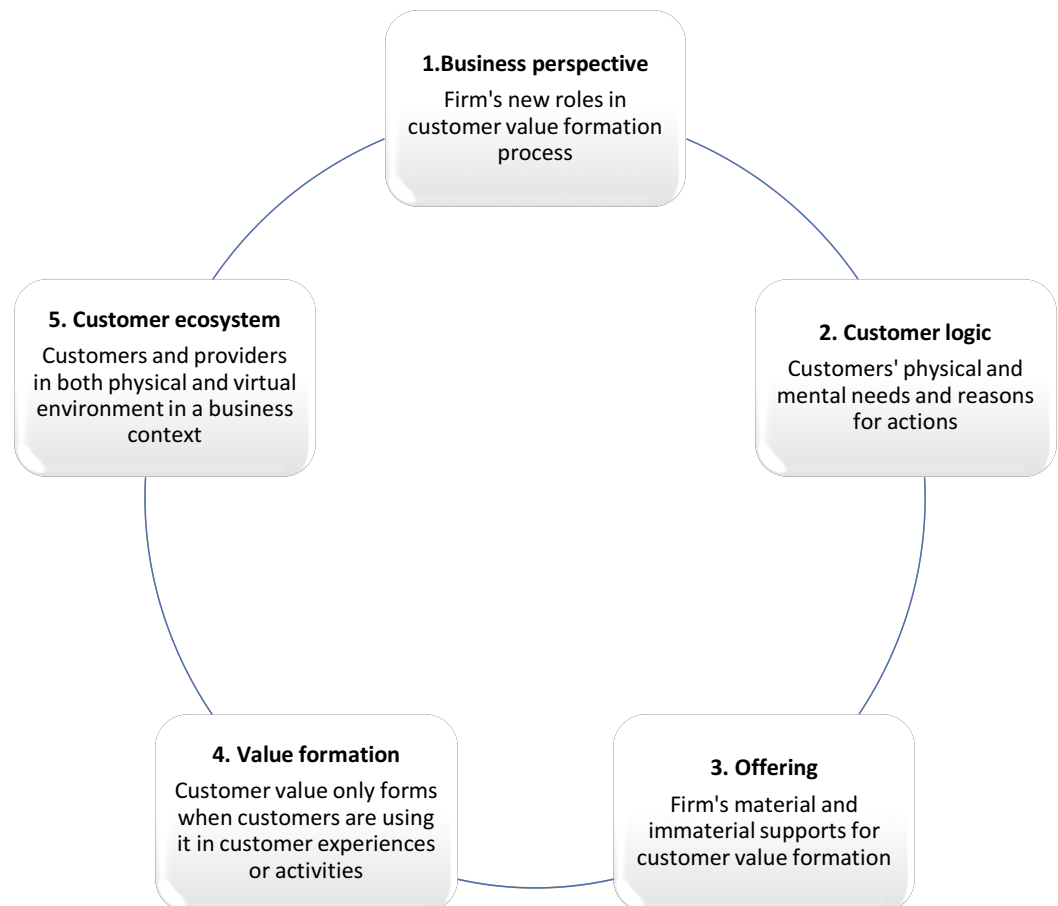 1.Business perspective
Firm's new roles in
customer value formation
process
2. Customer logic
Customers' physical and
mental needs and reasons
for actions
3. Offering
Firm's material and
immaterial supports for
customer value formation
4. Value formation
Customer value only forms
when customers are using
it in customer experiences
or activities
5. Customer ecosystem
Customers and providers
in both physical and virtual
environment in a business
context